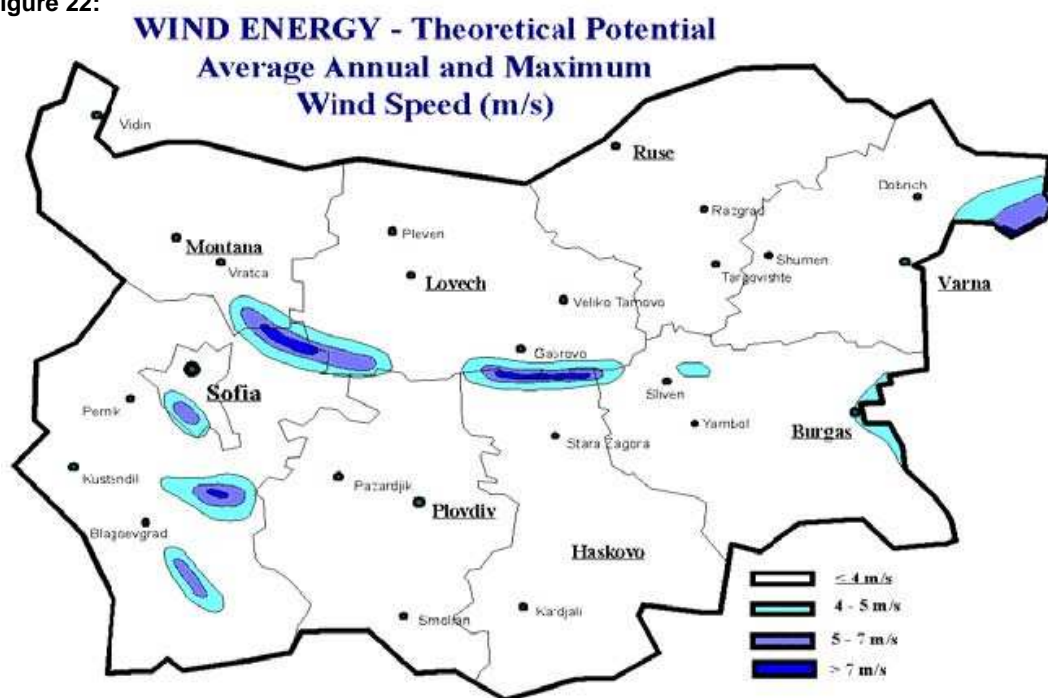 igure 22:
WIND ENERGY - Theoretical Potential
Average Annual and Maximum
Wind Speed (m/s)
Vidin
Ruse
Dobrich
Razgrad
Pleven
Montana
Vratca
Shumen
Targovishte
Lovech
Varna
Veliko Tarnovo
Gabrovo
Sofia
Sliven
Pernik
Yambol
Burgas
Stara Zagora
Kustendil
Pazardjik
Plovdiv
Blagoevgrad
Haskovo
≤ 4 m/s
4 - 5 m/s
Kardjali
Smolian
5 - 7 m/s
> 7 m/s